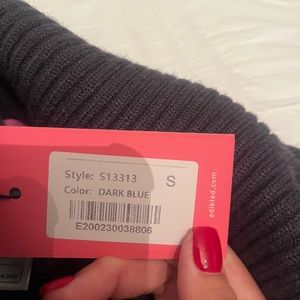 Style: S13313
S
Color: DARK BLUE
E200230038806
edikted.com